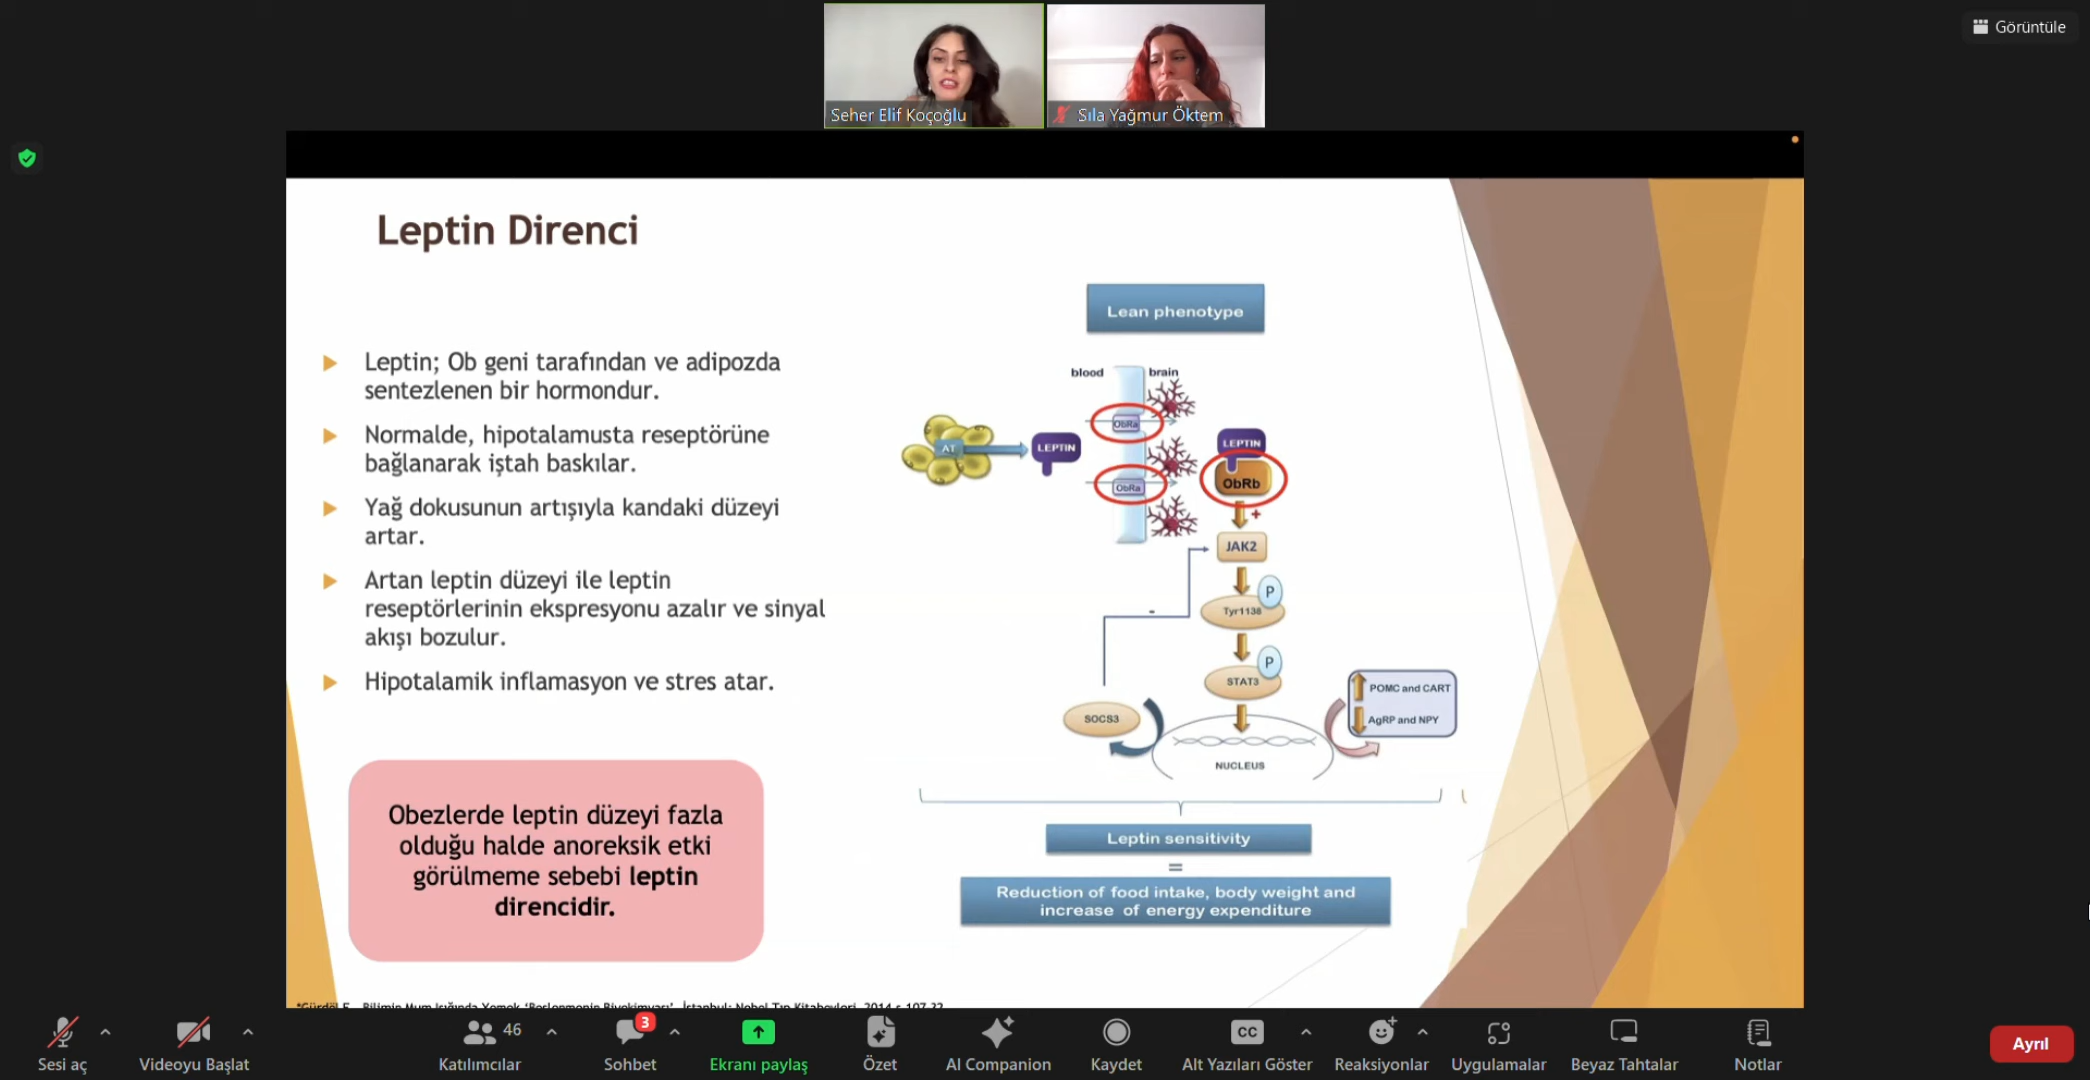 Görüntüle
Seher Elif Koçoğlu
Sıla Yağmur Öktem
Leptin Direnci
Leptin; Ob geni tarafından ve adipozda
sentezlenen bir hormondur.
Normalde, hipotalamusta reseptörüne
bağlanarak iştah baskılar.
Yağ dokusunun artışıyla kandaki düzeyi
artar.
Artan leptin düzeyi ile leptin
reseptörlerinin ekspresyonu azalır ve sinyal
akışı bozulur.
Hipotalamik inflamasyon ve stres atar.
Obezlerde leptin düzeyi fazla
olduğu halde anoreksik etki
görülmeme sebebi leptin
direncidir.
Lean phenotype
blood brain
ObRa
AT
LEPTIN
LEPTIN
ObRa
ObRb
+
JAK2
P
Tyr1138
-
P
STAT3
POMC and CART
SOCS3
AgRP and NPY
NUCLEUS
Leptin sensitivity
=
Reduction of food intake, body weight and
increase of energy expenditure
Sesi aç
Videoyu Başlat
46
Katılımcılar
3
Sohbet
Ekranı paylaş
Özet
AI Companion
Kaydet
CC
Alt Yazıları Göster
Reaksiyonlar
Uygulamalar
Beyaz Tahtalar
Notlar
Ayrıl